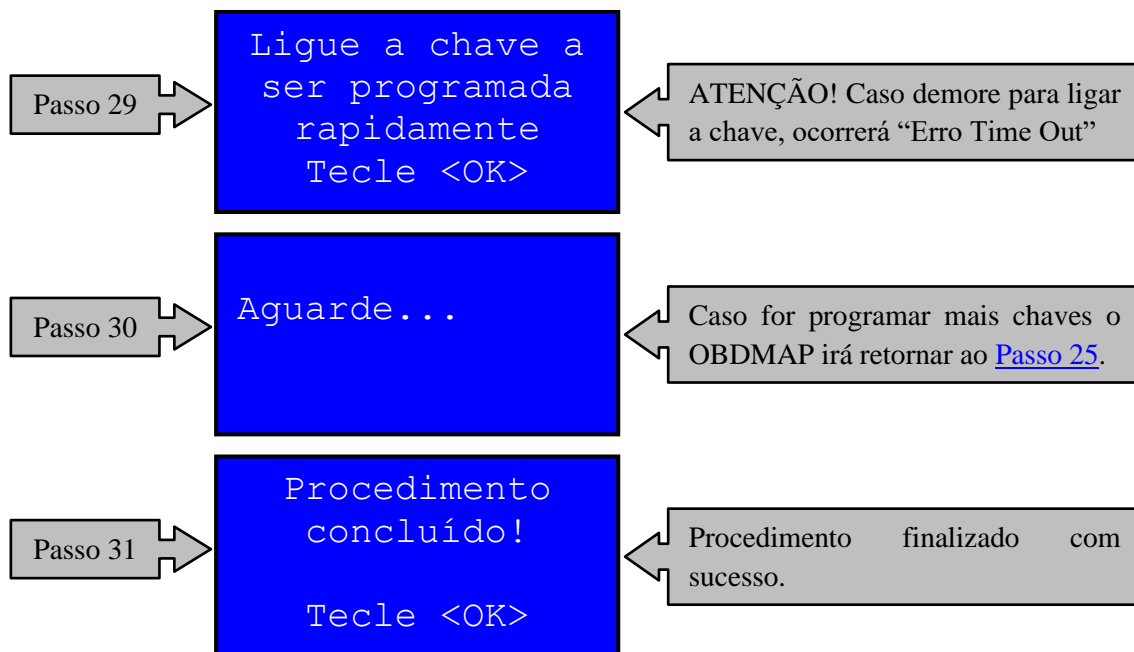 Passo 29
Ligue a chave a
ser programada
rapidamente
Tecle <OK>
ATENÇÃO! Caso demore para ligar
a chave, ocorrerá “Erro Time Out”
Passo 30
Aguarde...
Caso for programar mais chaves o
OBDMAP irá retornar ao Passo 25.
Passo 31
Procedimento
concluído!
Tecle <OK>
Procedimento finalizado com
sucesso.